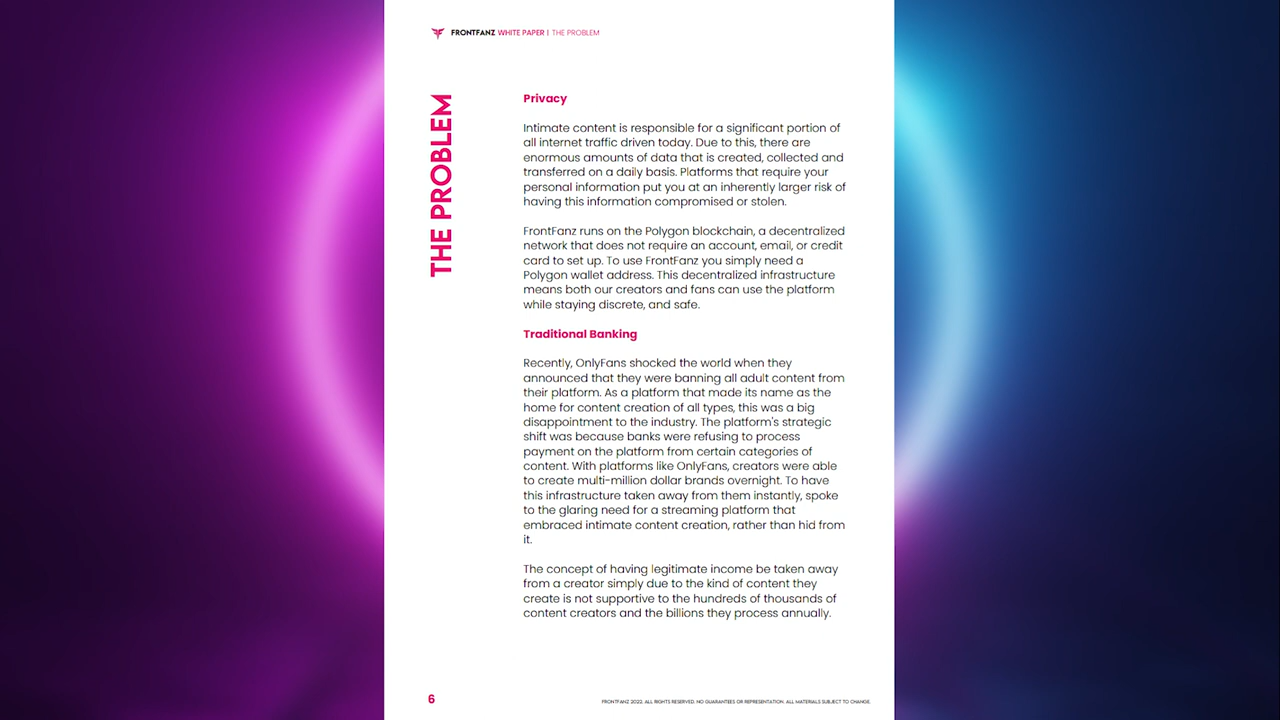 FRONTFANZ WHITE PAPER | THE PROBLEM
THE PROBLEM
Privacy
Intimate content is responsible for a significant portion of
all internet traffic driven today. Due to this, there are
enormous amounts of data that is created, collected and
transferred on a daily basis. Platforms that require your
personal information put you at an inherently larger risk of
having this information compromised or stolen.
FrontFanz runs on the Polygon blockchain, a decentralized
network that does not require an account, email, or credit
card to set up. To use FrontFanz you simply need a
Polygon wallet address. This decentralized infrastructure
means both our creators and fans can use the platform
while staying discrete, and safe.
Traditional Banking
Recently, OnlyFans shocked the world when they
announced that they were banning all adult content from
their platform. As a platform that made its name as the
home for content creation of all types, this was a big
disappointment to the industry. The platform's strategic
shift was because banks were refusing to process
payment on the platform from certain categories of
content. With platforms like OnlyFans, creators were able
to create multi-million dollar brands overnight. To have
this infrastructure taken away from them instantly, spoke
to the glaring need for a streaming platform that
embraced intimate content creation, rather than hid from
it.
The concept of having legitimate income be taken away
from a creator simply due to the kind of content they
create is not supportive to the hundreds of thousands of
content creators and the billions they process annually.
6
FRONTFANZ 2022. ALL RIGHTS RESERVED. NO GUARANTEES OR REPRESENTATION. ALL MATERIALS SUBJECT TO CHANGE.